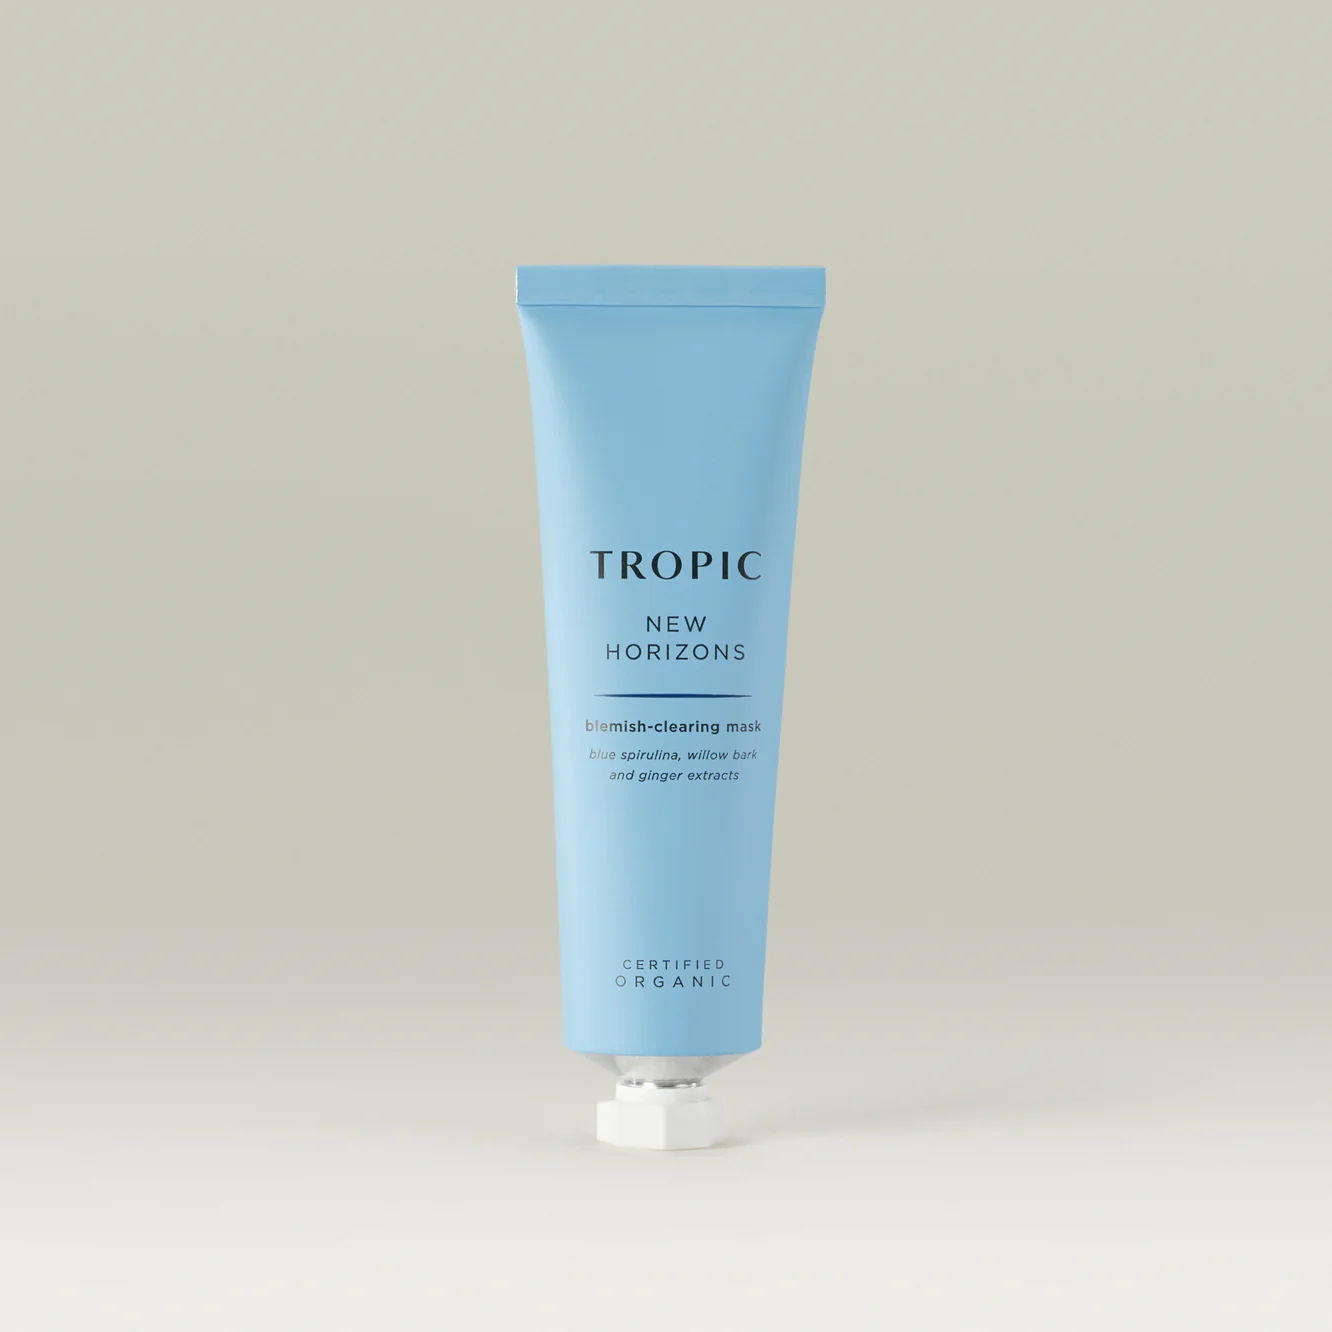 TROPIC
NEW
HORIZONS
blemish-clearing mask
blue spirulina, willow bark
and ginger extracts
CERTIFIED
ORGANIC